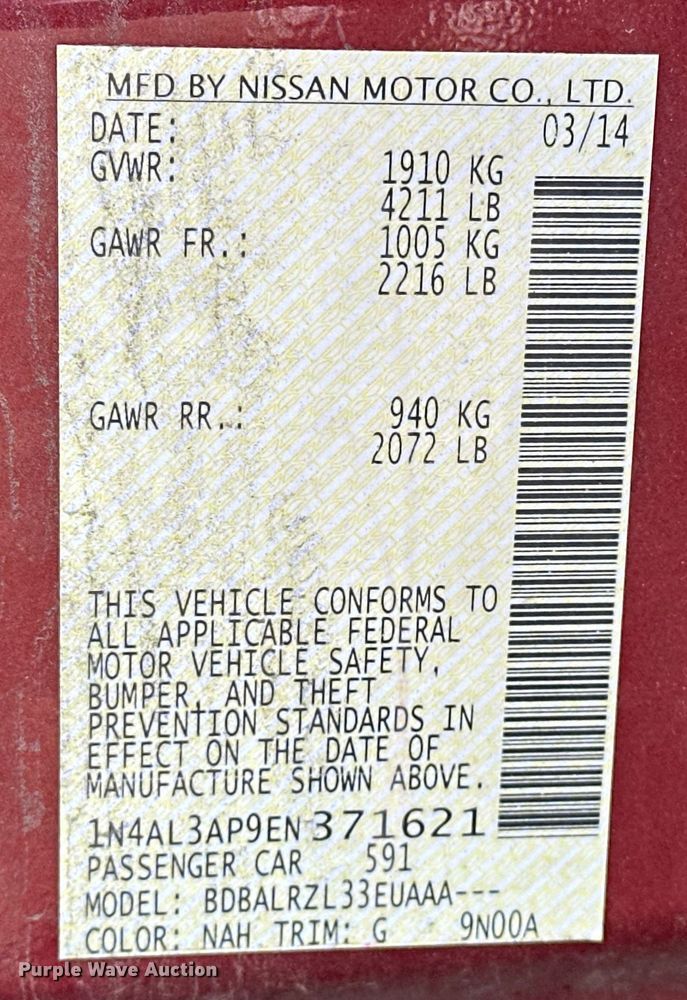 MFD BY NISSAN MOTOR CO., LTD.
DATE: 03/14
GVWR: 1910 KG
4211 LB
GAWR FR.: 1005 KG
2216 LB
GAWR RR.: 940 KG
2072 LB
THIS VEHICLE CONFORMS TO
ALL APPLICABLE FEDERAL
MOTOR VEHICLE SAFETY,
BUMPER, AND THEFT
PREVENTION STANDARDS IN
EFFECT ON THE DATE OF
MANUFACTURE SHOWN ABOVE.
1N4AL3AP9EN371621
PASSENGER CAR 591
MODEL: BDBALRZL33EUAAA---
COLOR: NAH TRIM: G 9N00A
Purple Wave Auction